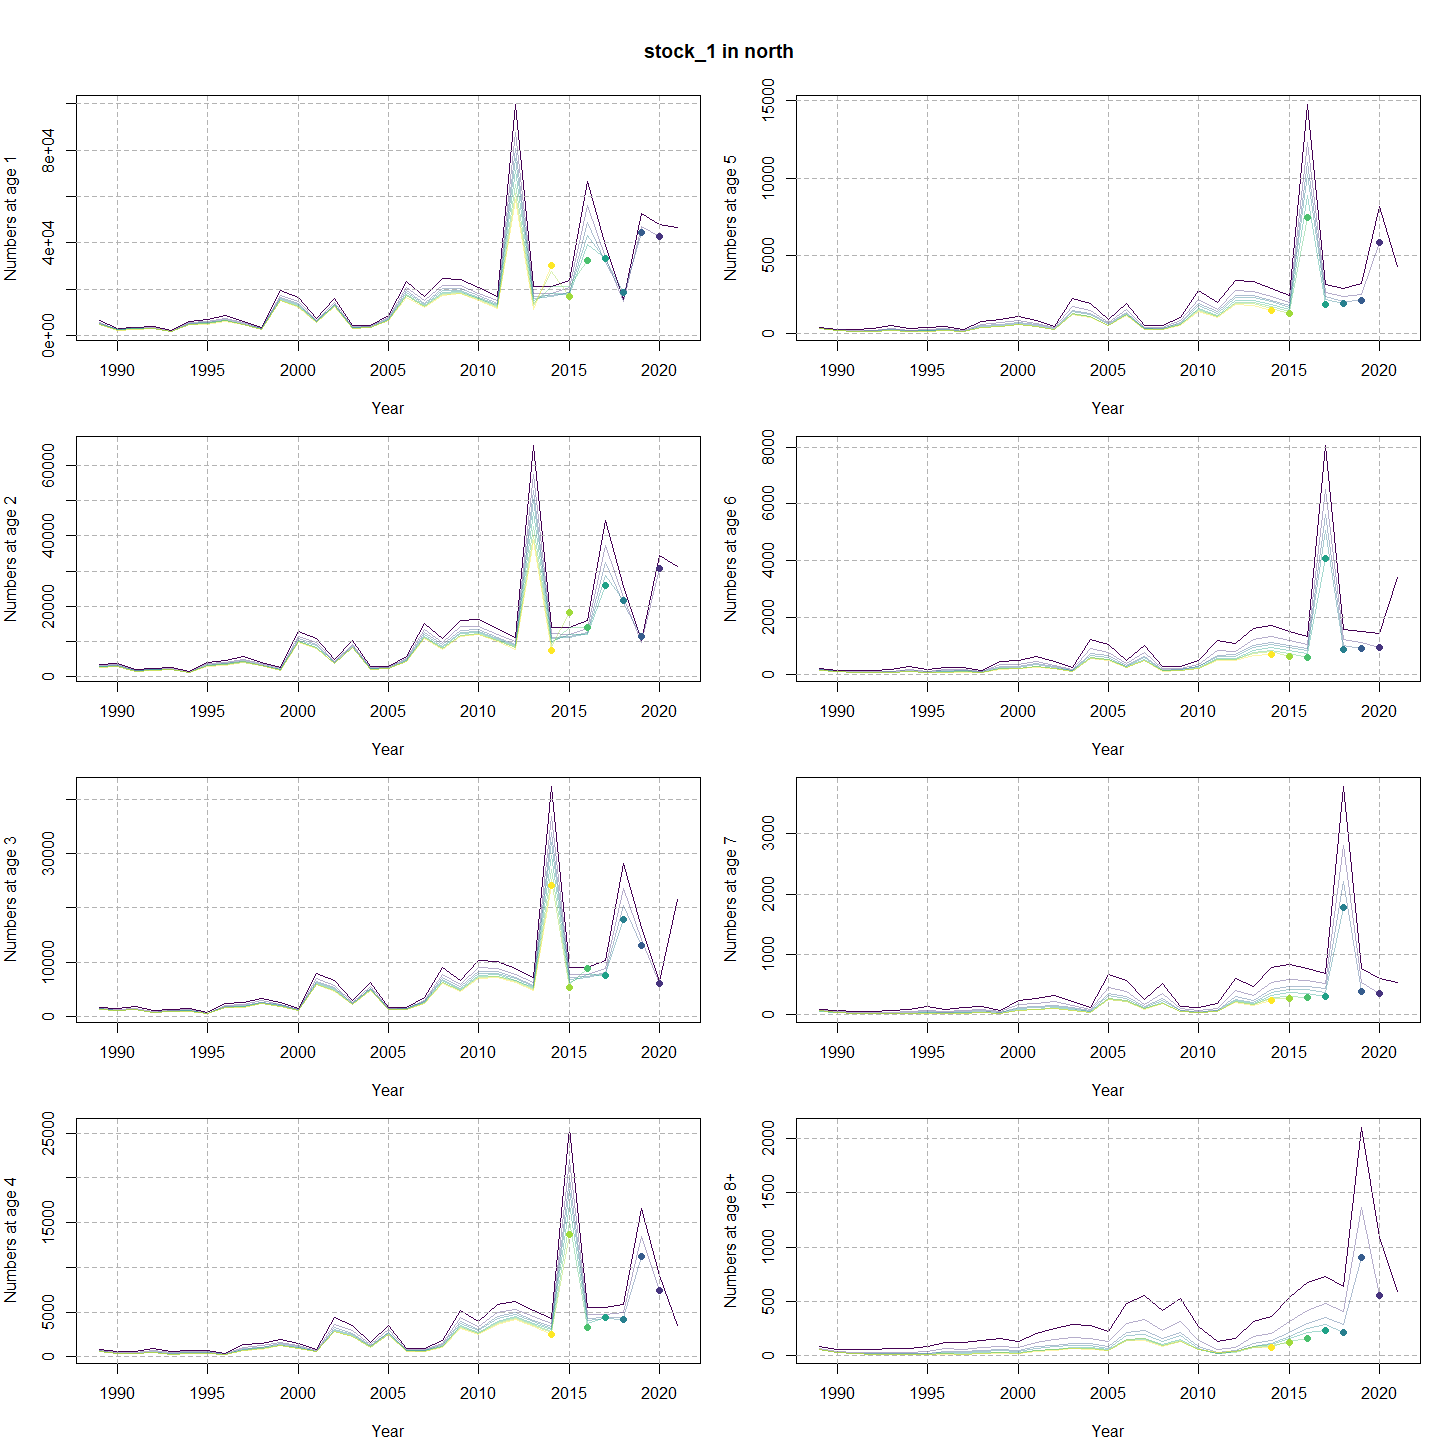 stock_1 in north
Numbers at age 1
0e+00 4e+04 8e+04
1990 1995 2000 2005 2010 2015 2020
Year
Numbers at age 5
0 5000 10000 15000
1990 1995 2000 2005 2010 2015 2020
Year
Numbers at age 2
0 20000 40000 60000
1990 1995 2000 2005 2010 2015 2020
Year
Numbers at age 6
0 2000 4000 6000 8000
1990 1995 2000 2005 2010 2015 2020
Year
Numbers at age 3
0 10000 30000
1990 1995 2000 2005 2010 2015 2020
Year
Numbers at age 7
0 1000 2000 3000
1990 1995 2000 2005 2010 2015 2020
Year
Numbers at age 4
0 5000 15000 25000
1990 1995 2000 2005 2010 2015 2020
Year
Numbers at age 8+
0 500 1000 1500 2000
1990 1995 2000 2005 2010 2015 2020
Year